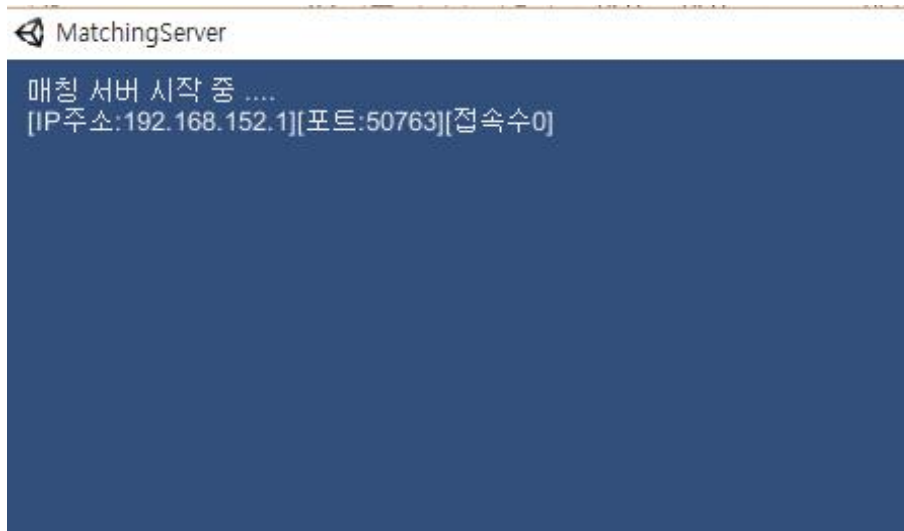 MatchingServer
매칭 서버 시작 중 ....
[IP주소:192.168.152.1][포트:50763][접속수0]